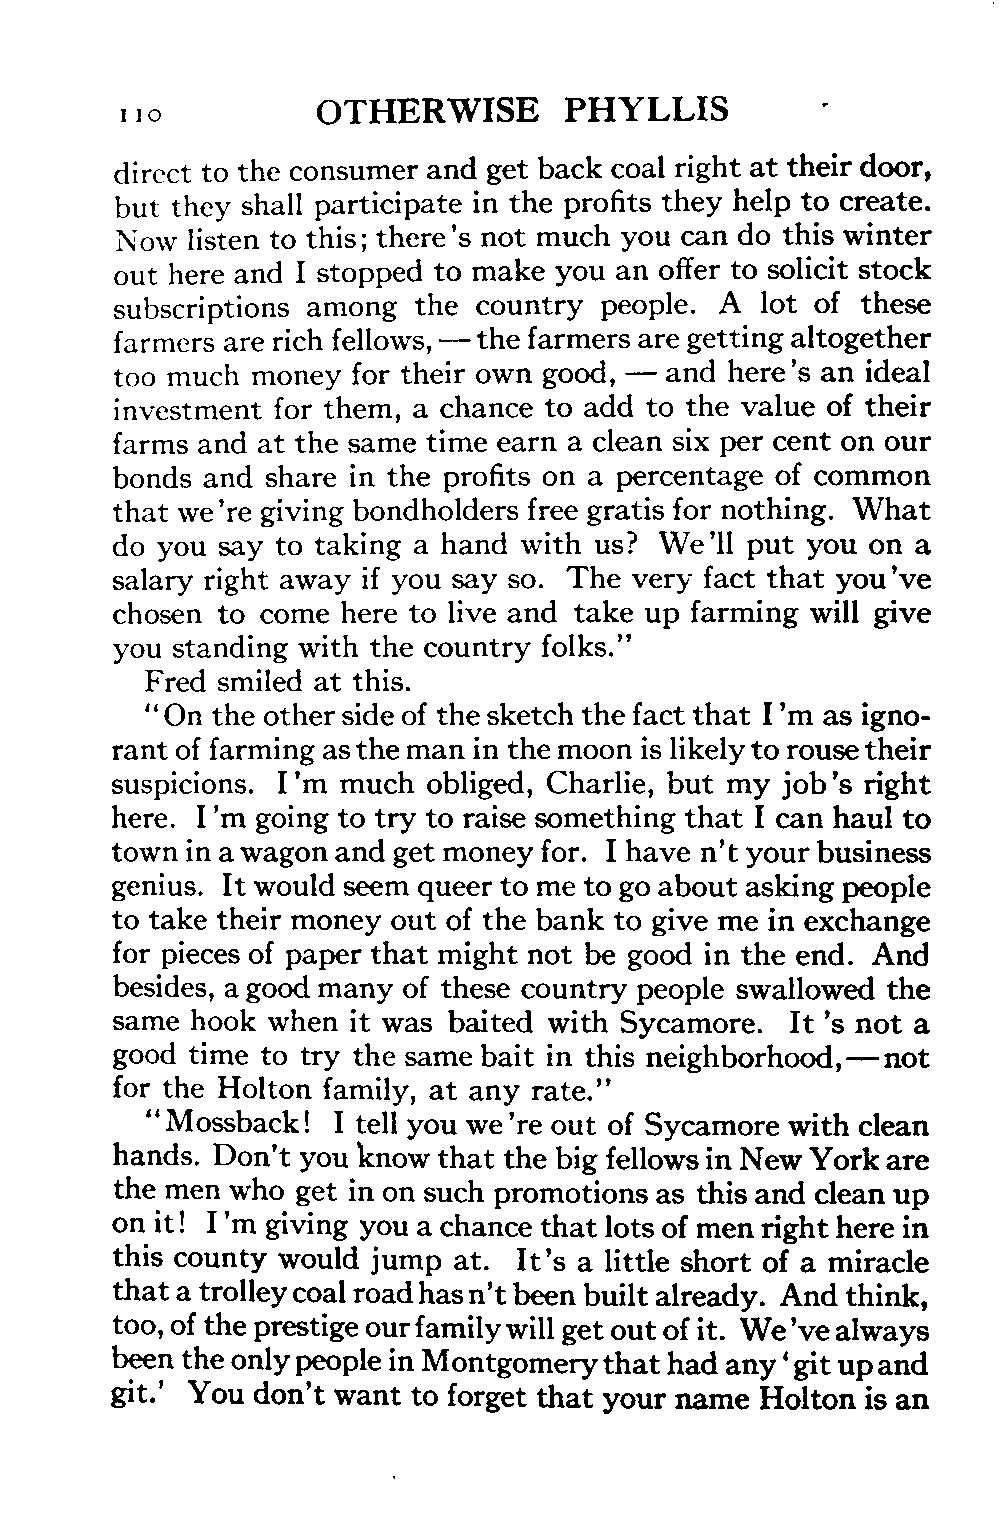 110 OTHERWISE PHYLLIS
direct to the consumer and get back coal right at their door,
but they shall participate in the profits they help to create.
Now listen to this; there's not much you can do this winter
out here and I stopped to make you an offer to solicit stock
subscriptions among the country people. A lot of these
farmers are rich fellows, — the farmers are getting altogether
too much money for their own good, — and here's an ideal
investment for them, a chance to add to the value of their
farms and at the same time earn a clean six per cent on our
bonds and share in the profits on a percentage of common
that we're giving bondholders free gratis for nothing. What
do you say to taking a hand with us? We'll put you on a
salary right away if you say so. The very fact that you've
chosen to come here to live and take up farming will give
you standing with the country folks."
Fred smiled at this.
"On the other side of the sketch the fact that I'm as igno-
rant of farming as the man in the moon is likely to rouse their
suspicions. I'm much obliged, Charlie, but my job's right
here. I'm going to try to raise something that I can haul to
town in a wagon and get money for. I have n't your business
genius. It would seem queer to me to go about asking people
to take their money out of the bank to give me in exchange
for pieces of paper that might not be good in the end. And
besides, a good many of these country people swallowed the
same hook when it was baited with Sycamore. It's not a
good time to try the same bait in this neighborhood,—not
for the Holton family, at any rate."
"Mossback! I tell you we're out of Sycamore with clean
hands. Don't you know that the big fellows in New York are
the men who get in on such promotions as this and clean up
on it! I'm giving you a chance that lots of men right here in
this county would jump at. It's a little short of a miracle
that a trolley coal road has n't been built already. And think,
too, of the prestige our family will get out of it. We've always
been the only people in Montgomery that had any 'git up and
git.' You don't want to forget that your name Holton is an